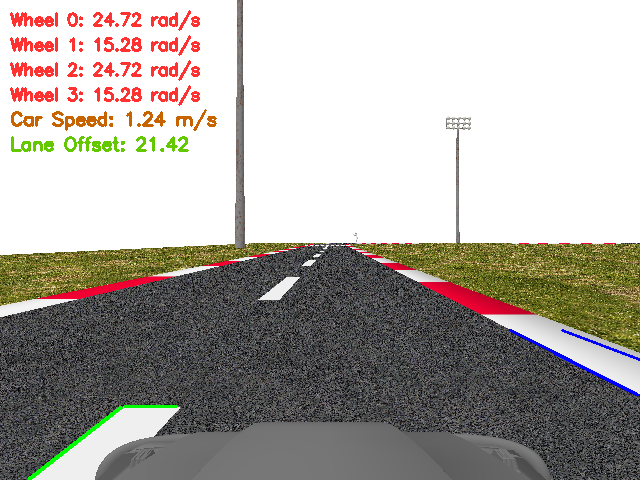 Wheel 0: 24.72 rad/s
Wheel 1: 15.28 rad/s
Wheel 2: 24.72 rad/s
Wheel 3: 15.28 rad/s
Car Speed: 1.24 m/s
Lane Offset: 21.42